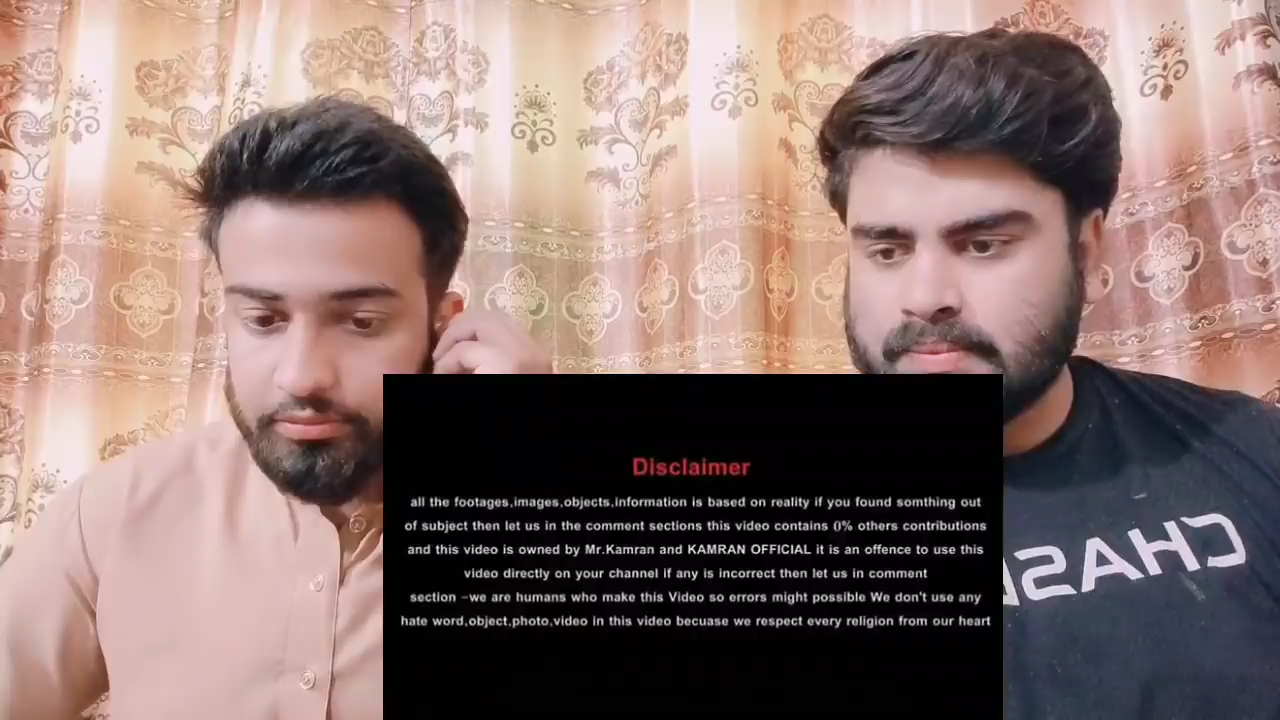 Disclaimer
all the footages,images,objects,information is based on reality if you found somthing out
of subject then let us in the comment sections this video contains 0% others contributions
and this video is owned by Mr.Kamran and KAMRAN OFFICIAL it is an offence to use this
video directly on your channel if any is incorrect then let us in comment
section -we are humans who make this Video so errors might possible We don't use any
hate word,object,photo,video in this video becuase we respect every religion from our heart